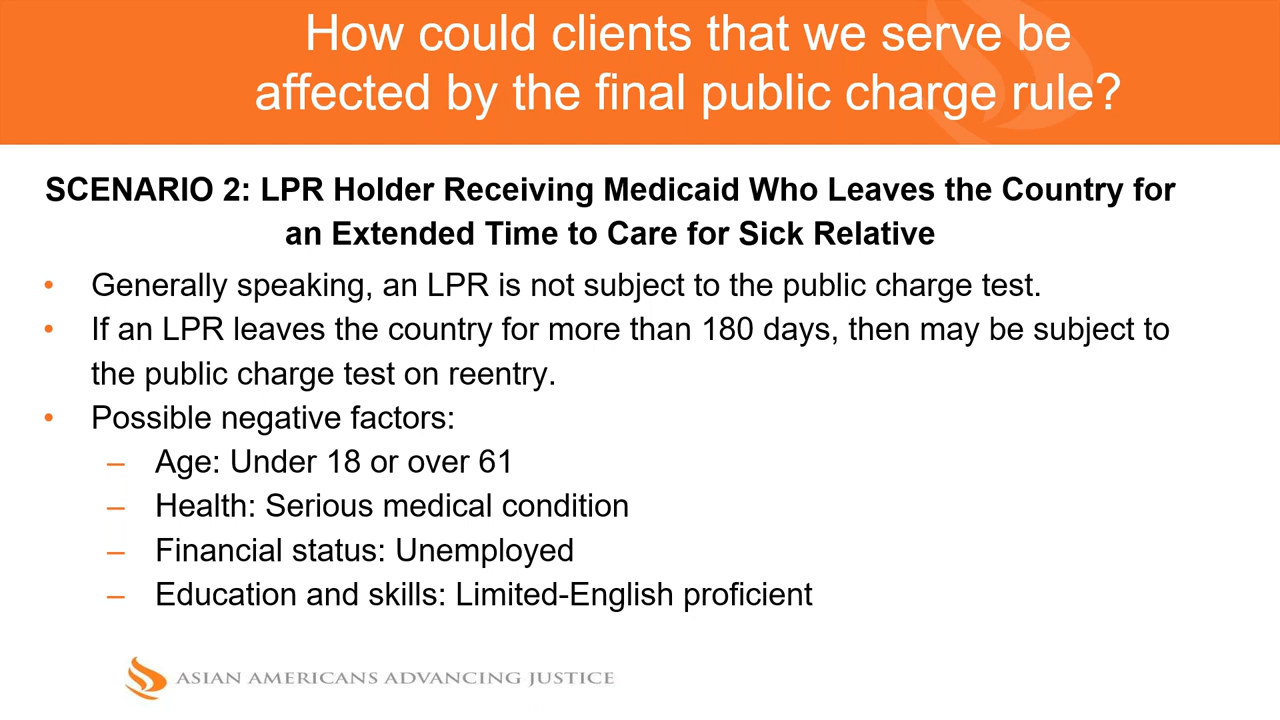 How could clients that we serve be
affected by the final public charge rule?
SCENARIO 2: LPR Holder Receiving Medicaid Who Leaves the Country for
an Extended Time to Care for Sick Relative
• Generally speaking, an LPR is not subject to the public charge test.
• If an LPR leaves the country for more than 180 days, then may be subject to
the public charge test on reentry.
• Possible negative factors:
– Age: Under 18 or over 61
– Health: Serious medical condition
– Financial status: Unemployed
– Education and skills: Limited-English proficient
ASIAN AMERICANS ADVANCING JUSTICE